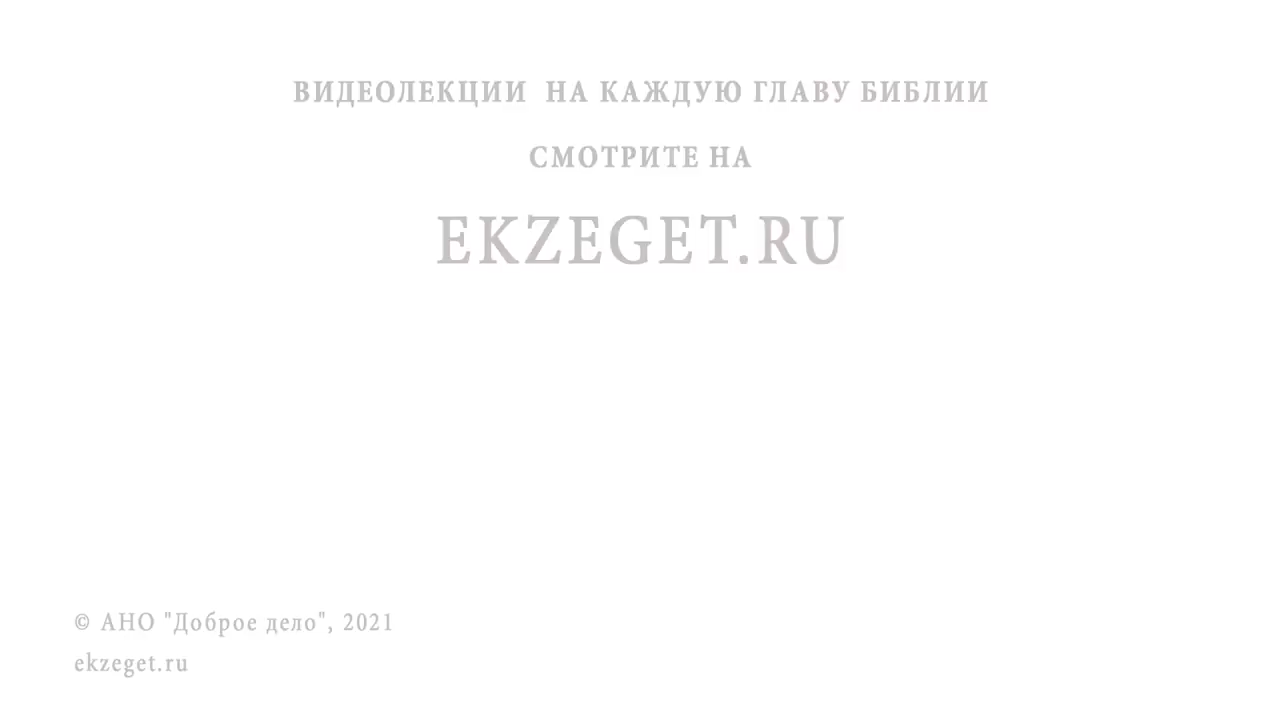 ВИДЕОЛЕКЦИИ НА КАЖДУЮ ГЛАВУ БИБЛИИ
СМОТРИТЕ НА
EKZEGET.RU
© АНО "Доброе дело", 2021
ekzeget.ru